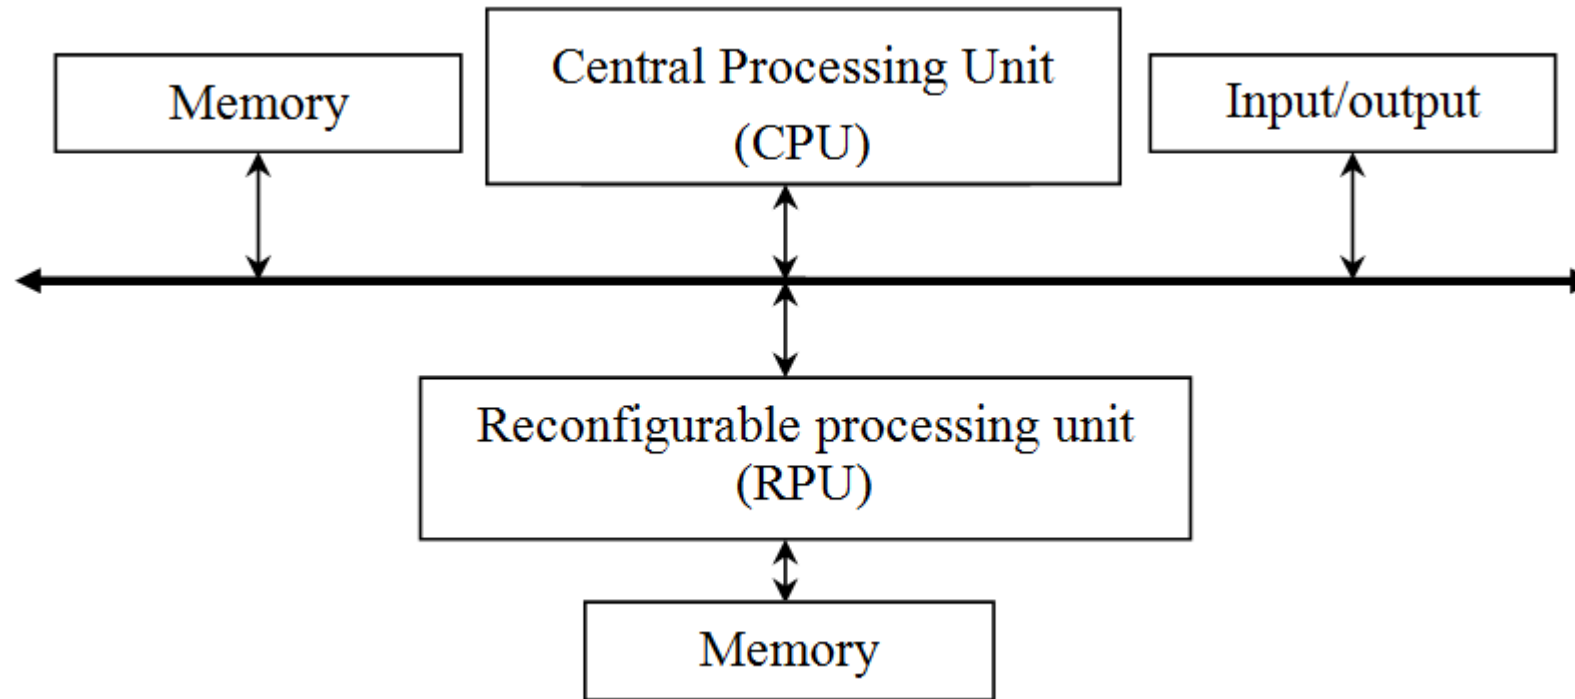 Memory
Central Processing Unit
(CPU)
Input/output
Reconfigurable processing unit
(RPU)
Memory